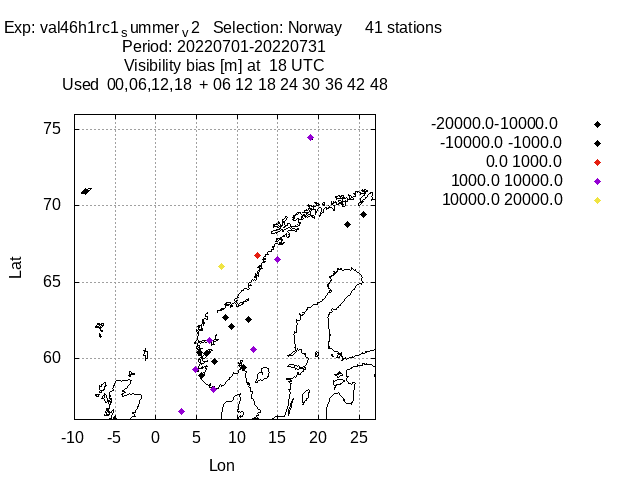 Exp: val46h1rc1summerv2 Selection: Norway 41 stations
Period: 20220701-20220731
Visibility bias [m] at 18 UTC
Used 00,06,12,18 + 06 12 18 24 30 36 42 48
-20000.0-10000.0
-10000.0 -1000.0
0.0 1000.0
1000.0 10000.0
10000.0 20000.0
75
70
65
60
Lat
-10 -5 0 5 10 15 20 25
Lon